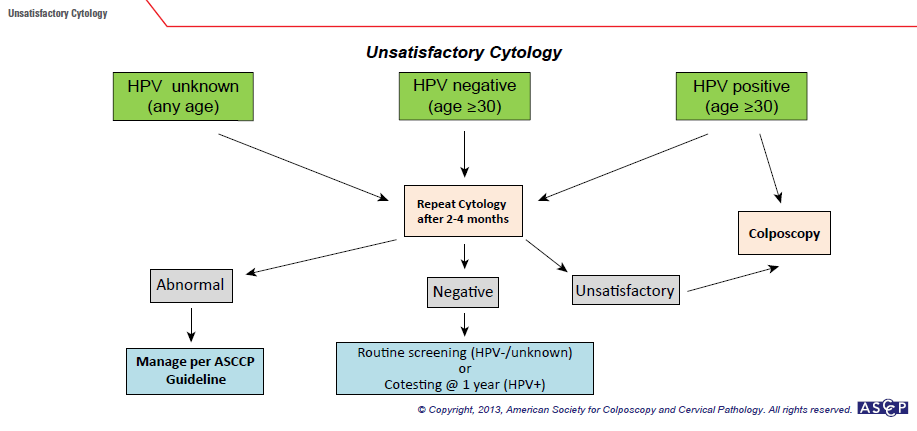 Unsatisfactory Cytology
Unsatisfactory Cytology
HPV unknown
(any age)
HPV negative
(age ≥30)
HPV positive
(age ≥30)
Repeat Cytology
after 2-4 months
Colposcopy
Abnormal
Negative
Unsatisfactory
Manage per ASCCP
Guideline
Routine screening (HPV-/unknown)
or
Cotesting @ 1 year (HPV+)
© Copyright, 2013, American Society for Colposcopy and Cervical Pathology. All rights reserved.
ASCCP